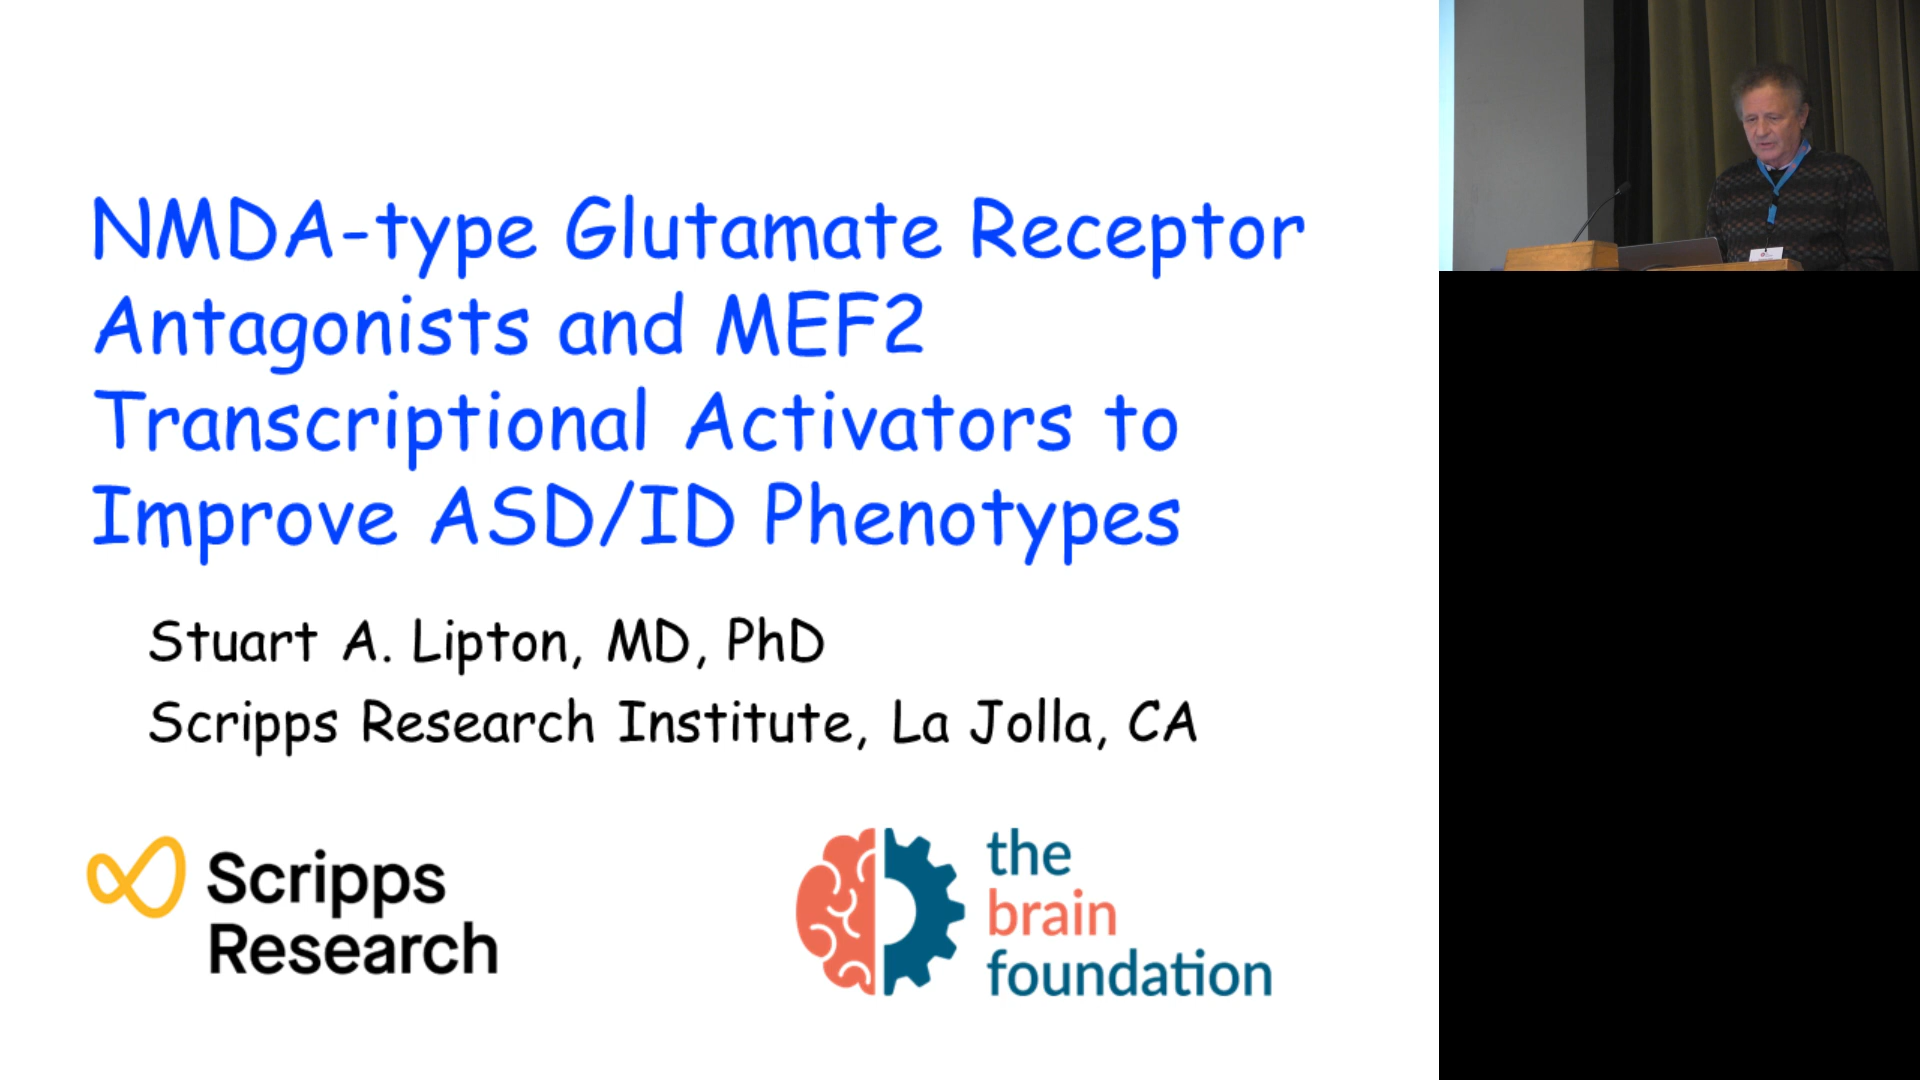 NMDA-type Glutamate Receptor
Antagonists and MEF2
Transcriptional Activators to
Improve ASD/ID Phenotypes
Stuart A. Lipton, MD, PhD
Scripps Research Institute, La Jolla, CA
Scripps
Research
the
brain
foundation